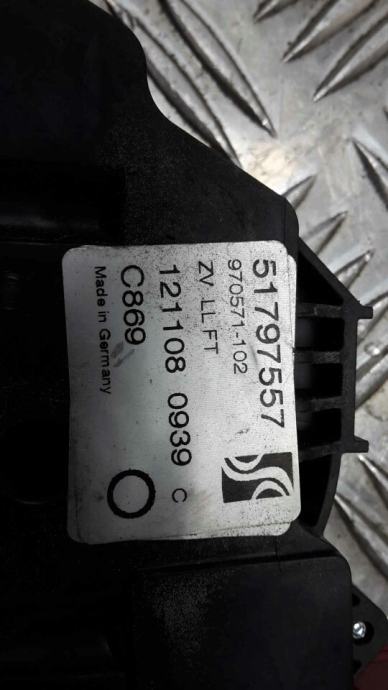 51797557
970571-102
ZV LL FT
121108 0939 C
C869
Made in Germany